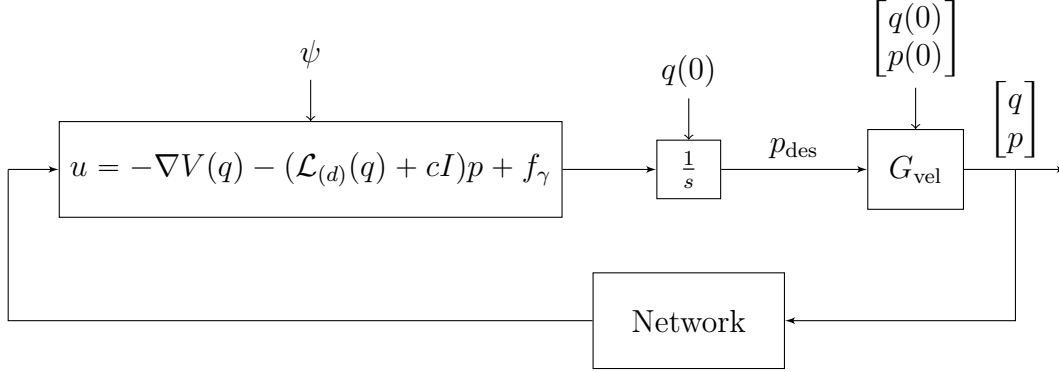 ψ
u = −∇V(q) − (𝓛_(d)(q) + cI)p + f_γ
q(0)
1/s
p_des
[q(0)
p(0)]
G_vel
[q
p]
Network